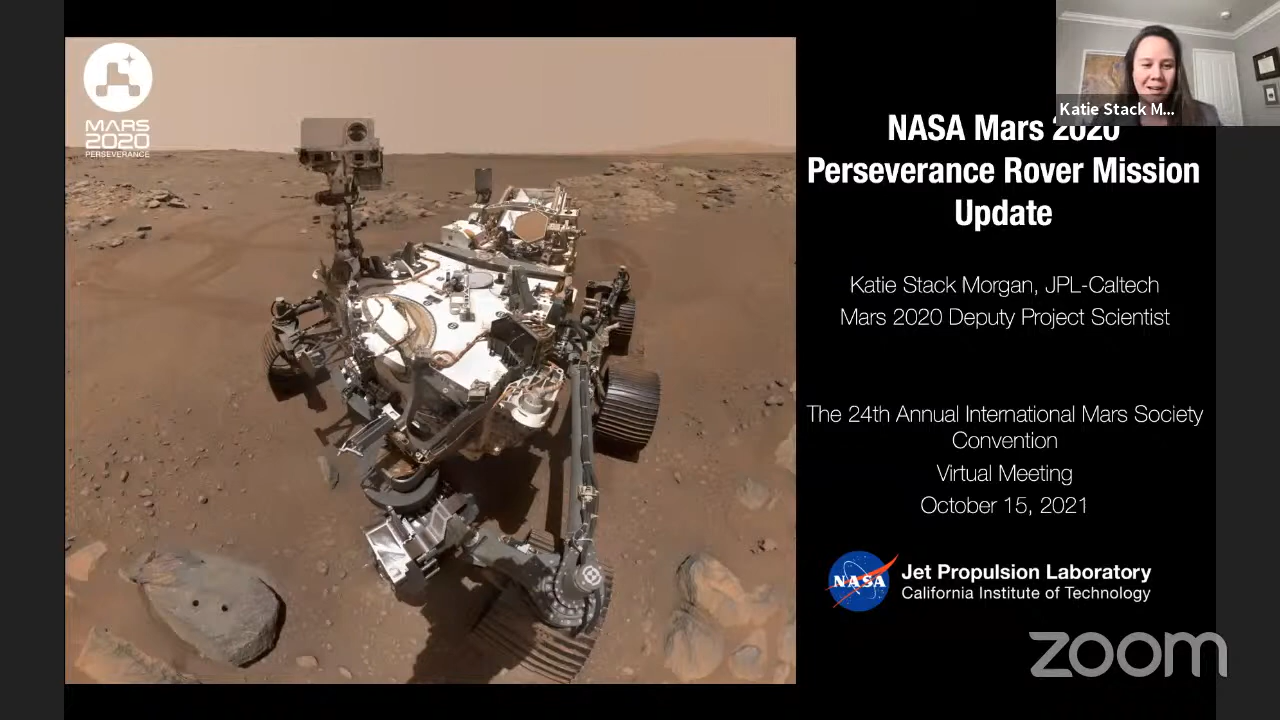 MARS
2020
PERSEVERANCE
Katie Stack M...
NASA Mars 2020
Perseverance Rover Mission
Update
Katie Stack Morgan, JPL-Caltech
Mars 2020 Deputy Project Scientist
The 24th Annual International Mars Society
Convention
Virtual Meeting
October 15, 2021
NASA
Jet Propulsion Laboratory
California Institute of Technology
zoom